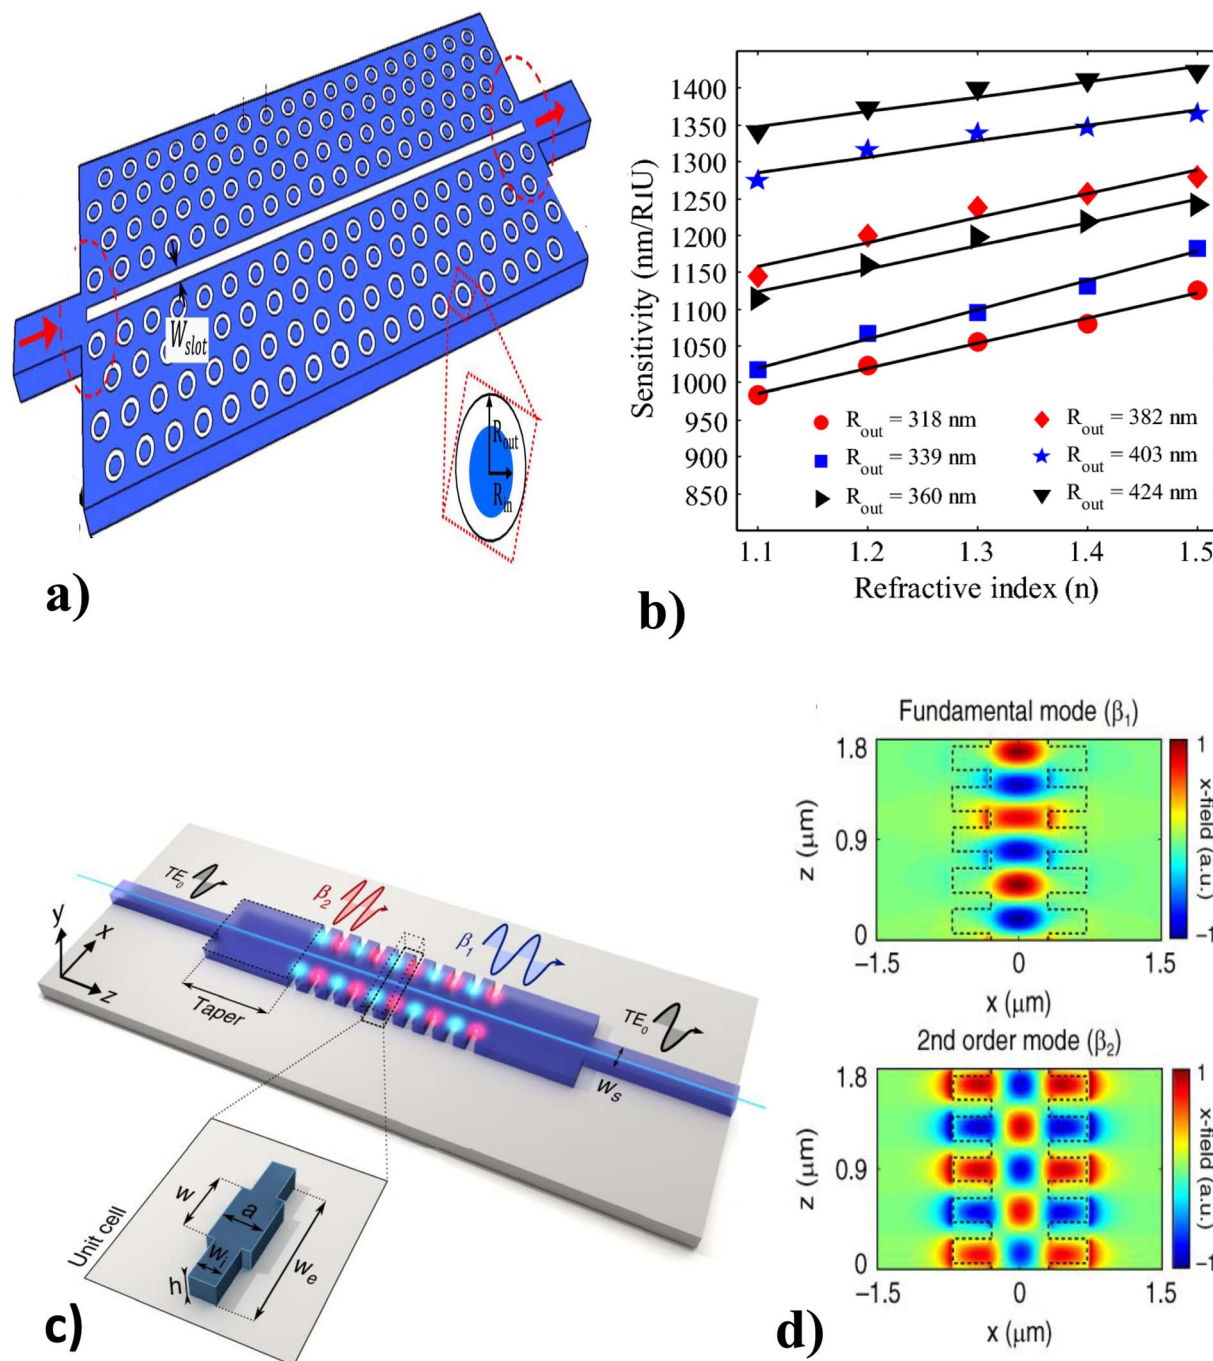 W_slot
R_out
R_in
a)
Sensitivity (nm/RIU)
1400
1350
1300
1250
1200
1150
1100
1050
1000
950
900
850
R_out = 318 nm
R_out = 339 nm
R_out = 360 nm
R_out = 382 nm
R_out = 403 nm
R_out = 424 nm
1.1 1.2 1.3 1.4 1.5
Refractive index (n)
b)
TE_0
β_2
β_1
TE_0
y
x
z
Taper
w_s
Unit cell
w
a
w_i
w_e
h
c)
Fundamental mode (β_1)
1.8
0.9
0
z (μm)
-1.5 0 1.5
x (μm)
1
-1
x-field (a.u.)
2nd order mode (β_2)
1.8
0.9
0
z (μm)
-1.5 0 1.5
x (μm)
1
-1
x-field (a.u.)
d)